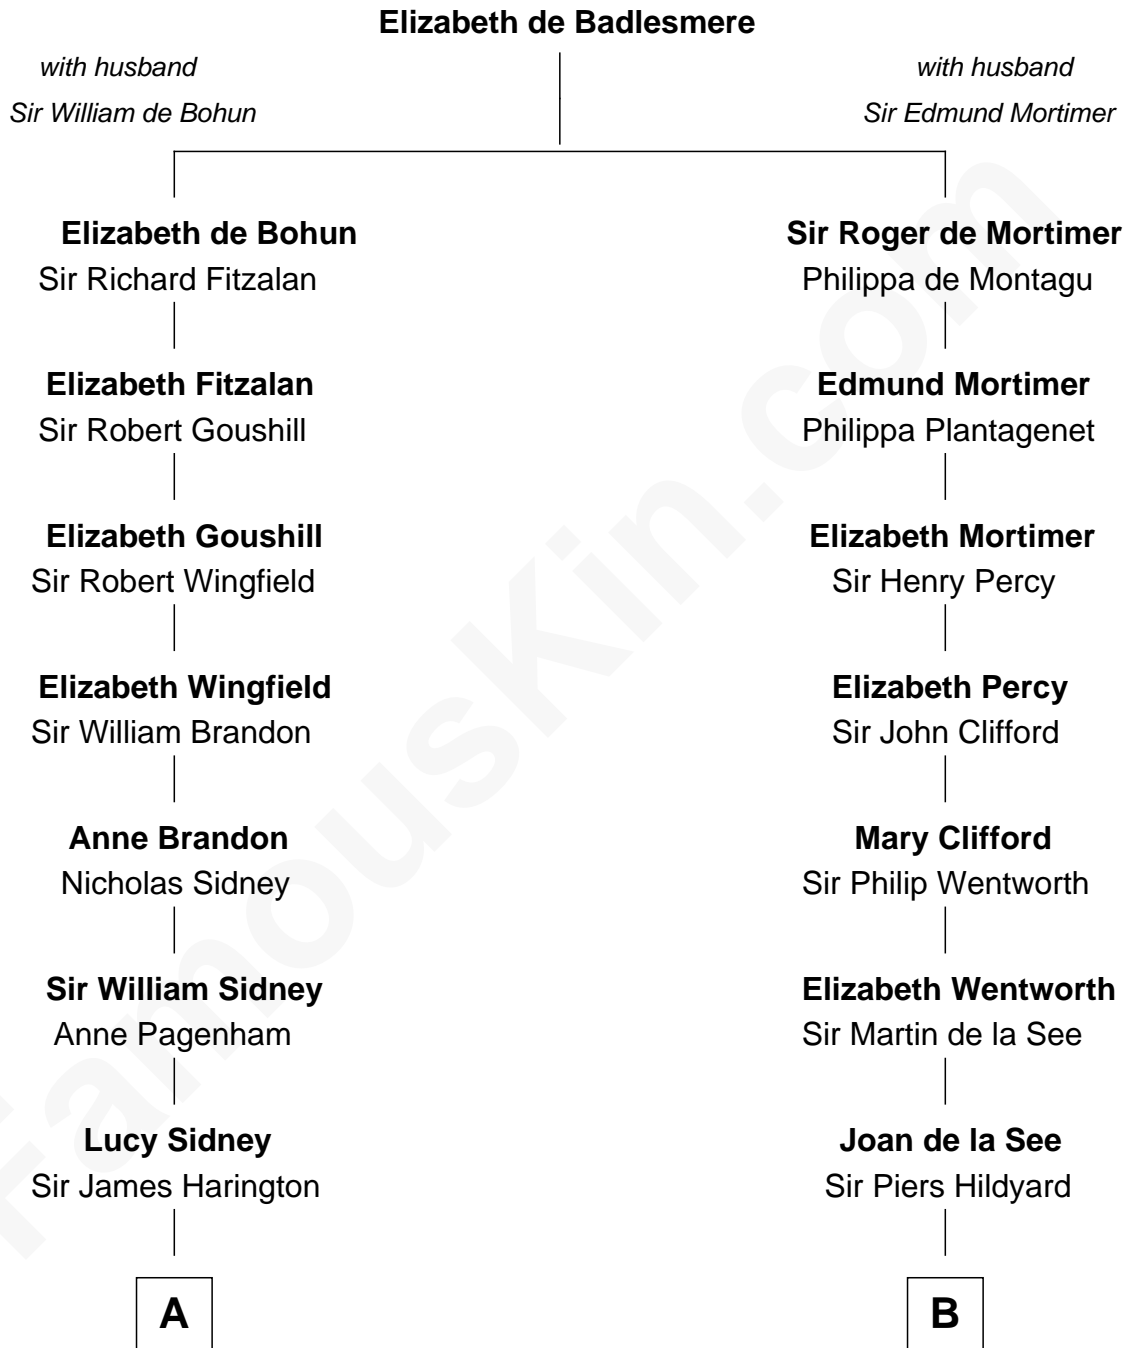 Elizabeth de Badlesmere
with husband
Sir William de Bohun
with husband
Sir Edmund Mortimer
Elizabeth de Bohun
Sir Richard Fitzalan
Elizabeth Fitzalan
Sir Robert Goushill
Elizabeth Goushill
Sir Robert Wingfield
Elizabeth Wingfield
Sir William Brandon
Anne Brandon
Nicholas Sidney
Sir William Sidney
Anne Pagenham
Lucy Sidney
Sir James Harington
A
Sir Roger de Mortimer
Philippa de Montagu
Edmund Mortimer
Philippa Plantagenet
Elizabeth Mortimer
Sir Henry Percy
Elizabeth Percy
Sir John Clifford
Mary Clifford
Sir Philip Wentworth
Elizabeth Wentworth
Sir Martin de la See
Joan de la See
Sir Piers Hildyard
B
FamousKin.com